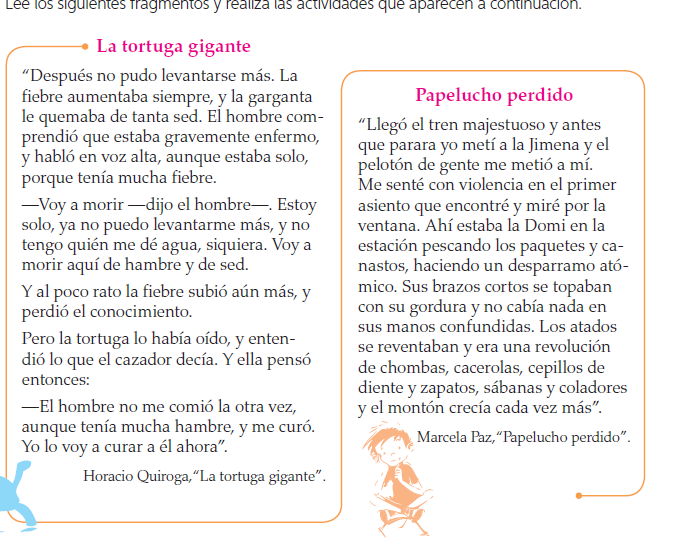 Lee los siguientes fragmentos y realiza las actividades que aparecen a continuación.
La tortuga gigante
“Después no pudo levantarse más. La
fiebre aumentaba siempre, y la garganta
le quemaba de tanta sed. El hombre com-
prendió que estaba gravemente enfermo,
y habló en voz alta, aunque estaba solo,
porque tenía mucha fiebre.
—Voy a morir —dijo el hombre—. Estoy
solo, ya no puedo levantarme más, y no
tengo quién me dé agua, siquiera. Voy a
morir aquí de hambre y de sed.
Y al poco rato la fiebre subió aún más, y
perdió el conocimiento.
Pero la tortuga lo había oído, y enten-
dió lo que el cazador decía. Y ella pensó
entonces:
—El hombre no me comió la otra vez,
aunque tenía mucha hambre, y me curó.
Yo lo voy a curar a él ahora”.
Horacio Quiroga,“La tortuga gigante”.
Papelucho perdido
“Llegó el tren majestuoso y antes
que parara yo metí a la Jimena y el
pelotón de gente me metió a mí.
Me senté con violencia en el primer
asiento que encontré y miré por la
ventana. Ahí estaba la Domi en la
estación pescando los paquetes y ca-
nastos, haciendo un desparramo ató-
mico. Sus brazos cortos se topaban
con su gordura y no cabía nada en
sus manos confundidas. Los atados
se reventaban y era una revolución
de chombas, cacerolas, cepillos de
diente y zapatos, sábanas y coladores
y el montón crecía cada vez más”.
Marcela Paz,“Papelucho perdido”.